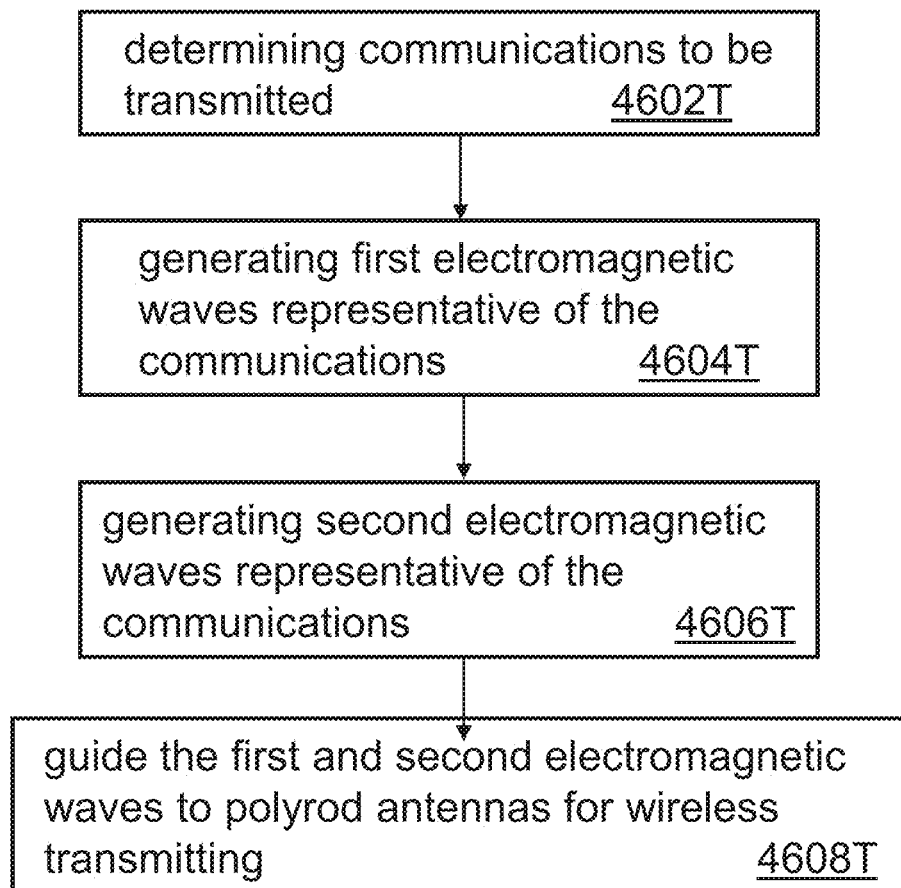 determining communications to be
transmitted 4602T
generating first electromagnetic
waves representative of the
communications 4604T
generating second electromagnetic
waves representative of the
communications 4606T
guide the first and second electromagnetic
waves to polyrod antennas for wireless
transmitting 4608T